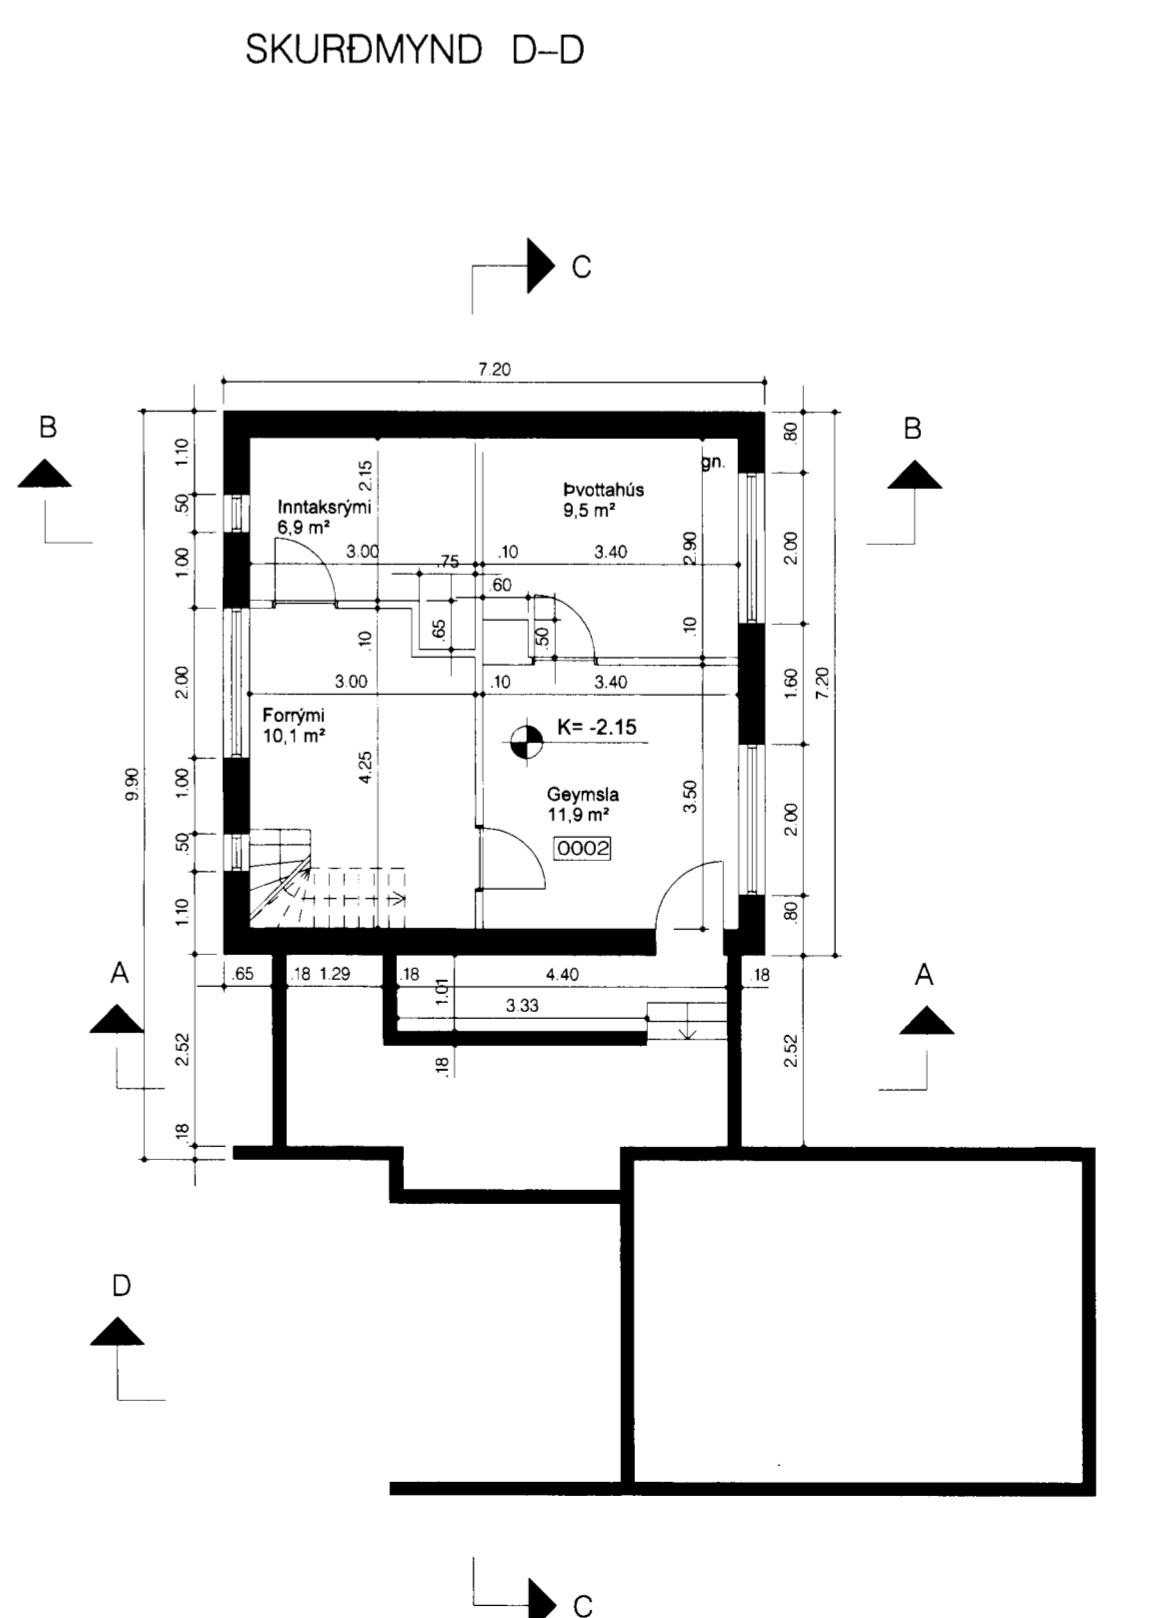 SKURÐMYND D–D
C
7.20
B
B
1.10
.50
1.00
2.00
1.00
.50
1.10
9.90
2.52
.18
.80
2.00
1.60
7.20
2.00
.80
2.52
2.15
gn.
Inntaksrými
6,9 m²
Þvottahús
9,5 m²
3.00
.75
.10
3.40
2.90
.60
.10
.65
.50
.10
3.00
.10
3.40
Forrými
10,1 m²
K= -2.15
4.25
3.50
Geymsla
11,9 m²
0002
A
A
.65
.18
1.29
.18
1.01
4.40
.18
3.33
.18
D
C